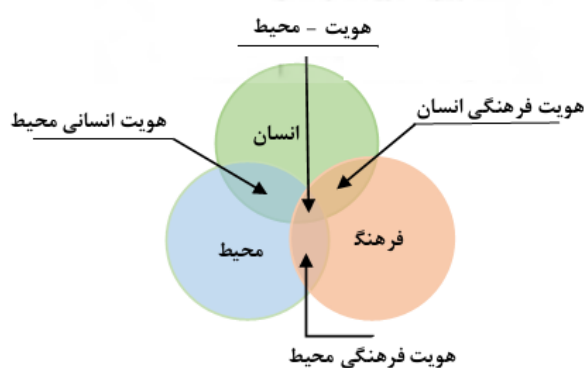 هویت – محیط
هویت فرهنگی انسان
هویت انسانی محیط
انسان
فرهنگ
محیط
هویت فرهنگی محیط